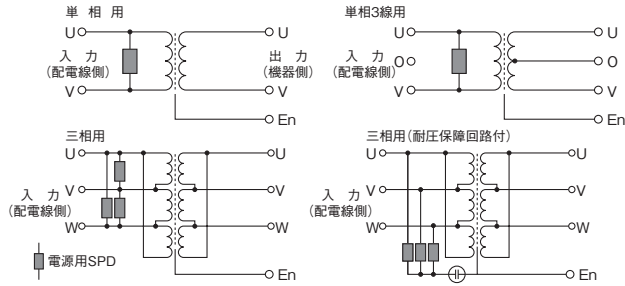 単 相 用
U
U
入 力
(配電線側)
出 力
(機器側)
V
V
En
単相3線用
U
U
入 力
(配電線側)
O
O
V
V
En
三相用
U
U
入 力
(配電線側)
V
V
W
W
En
電源用SPD
三相用(耐圧保障回路付)
U
U
入 力
(配電線側)
V
V
W
W
En